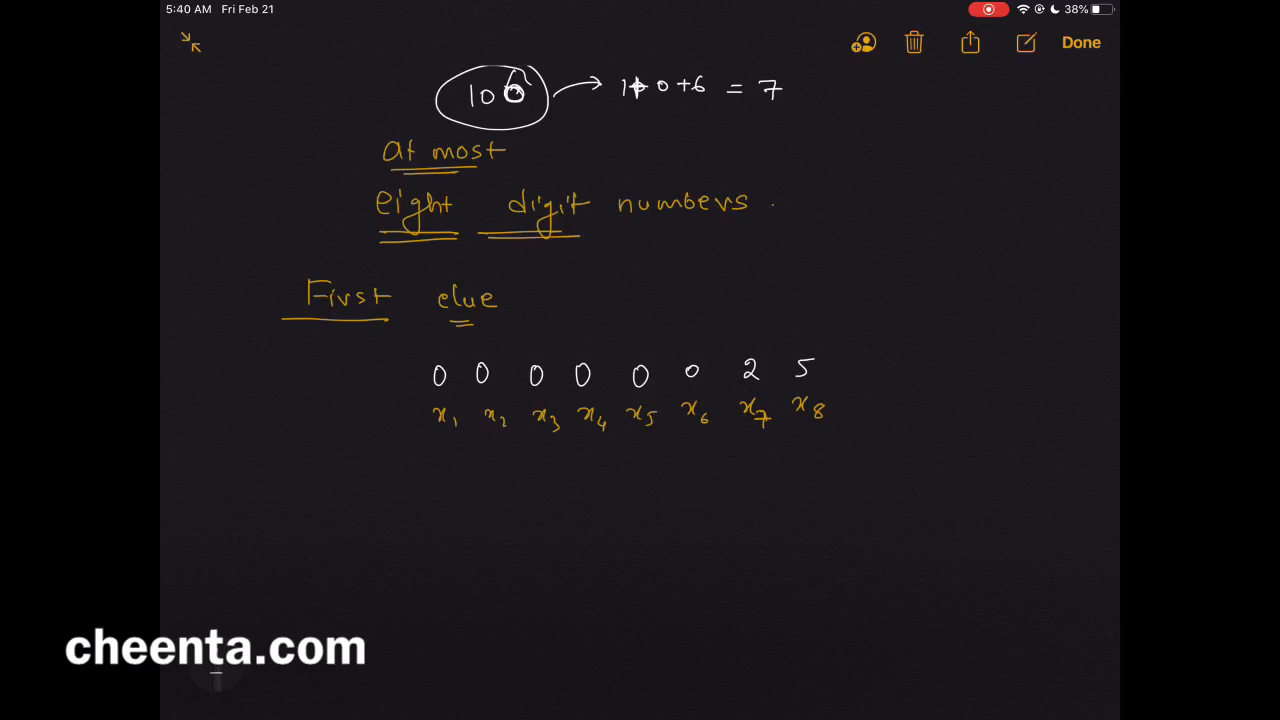 5:40 AM Fri Feb 21
38%
Done
106 → 1+0+6 = 7
at most
eight digit numbers.
First clue
0 0 0 0 0 0 2 5
x₁ x₂ x₃ x₄ x₅ x₆ x₇ x₈
cheenta.com